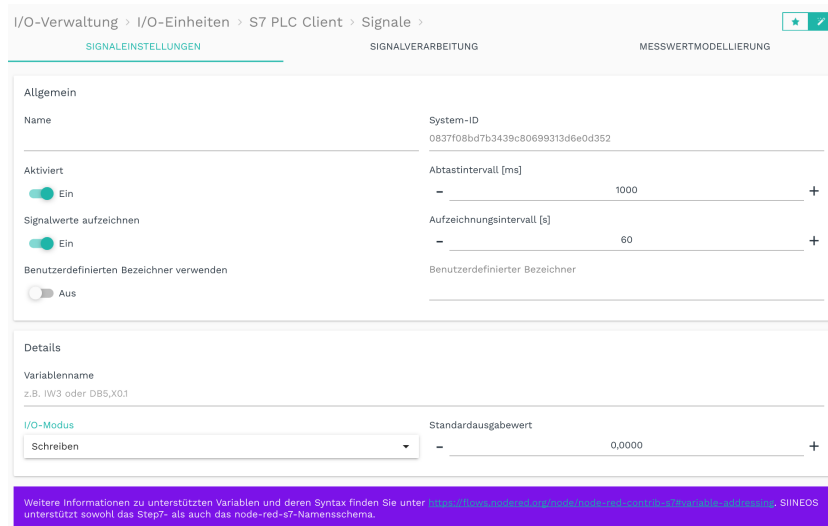 I/O-Verwaltung > I/O-Einheiten > S7 PLC Client > Signale >
SIGNALEINSTELLUNGEN
SIGNALVERARBEITUNG
MESSWERTMODELLIERUNG
Allgemein
Name
System-ID
0837f08bd7b3439c80699313d6e0d352
Aktiviert
Ein
Abtastintervall [ms]
- 1000 +
Signalwerte aufzeichnen
Ein
Aufzeichnungsintervall [s]
- 60 +
Benutzerdefinierten Bezeichner verwenden
Aus
Benutzerdefinierter Bezeichner
Details
Variablenname
z.B. IW3 oder DB5,X0.1
I/O-Modus
Schreiben
Standardausgabewert
- 0,0000 +
Weitere Informationen zu unterstützten Variablen und deren Syntax finden Sie unter https://flows.nodered.org/node/node-red-contrib-s7#variable-addressing. SIINEOS
unterstützt sowohl das Step7- als auch das node-red-s7-Namensschema.